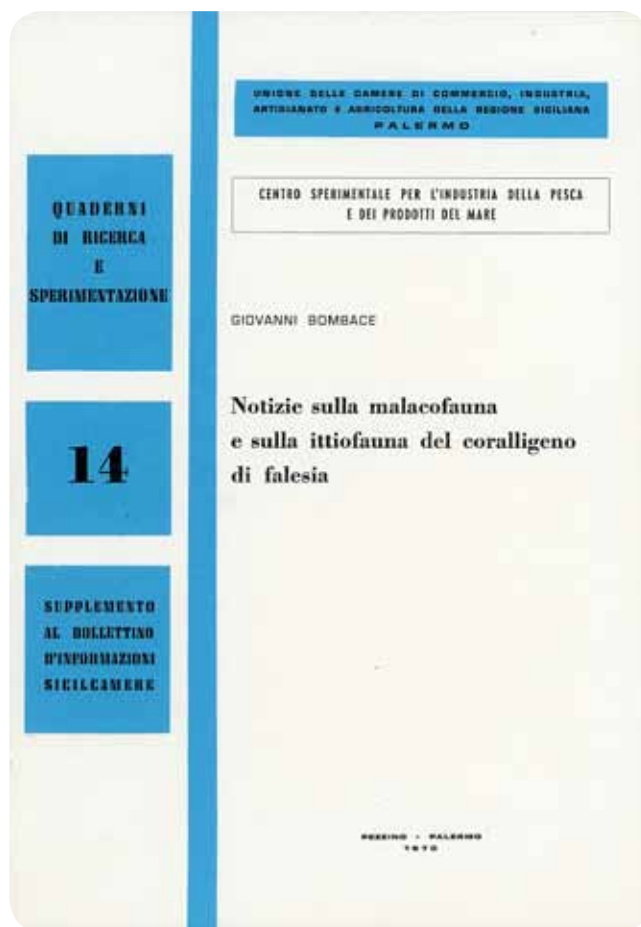 UNIONE DELLE CAMERE DI COMMERCIO, INDUSTRIA,
ARTIGIANATO E AGRICOLTURA DELLA REGIONE SICILIANA
PALERMO
CENTRO SPERIMENTALE PER L'INDUSTRIA DELLA PESCA
E DEI PRODOTTI DEL MARE
QUADERNI
DI RICERCA
E
SPERIMENTAZIONE
GIOVANNI BOMBACE
Notizie sulla malacofauna
e sulla ittiofauna del coralligeno
di falesia
14
SUPPLEMENTO
AL BOLLETTINO
D'INFORMAZIONI
SICILCAMERE
PEZZINO - PALERMO
1970